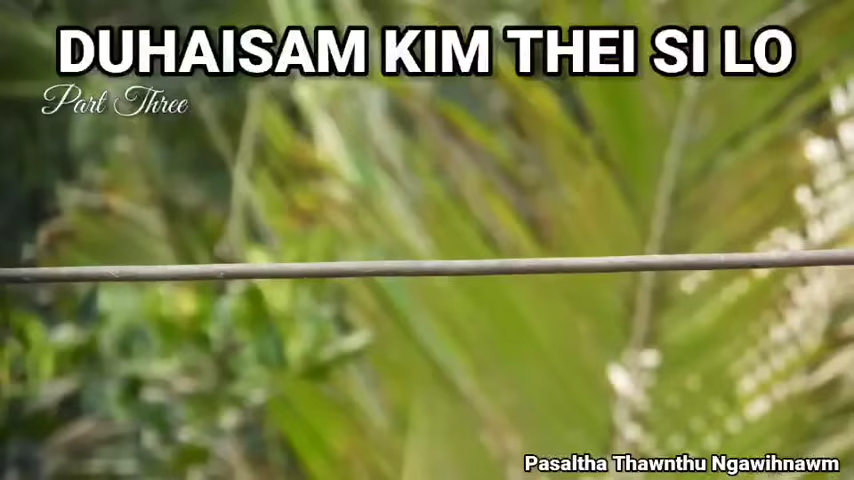 DUHAISAM KIM THEI SI LO
Part Three
Pasaltha Thawnthu Ngawihnawm